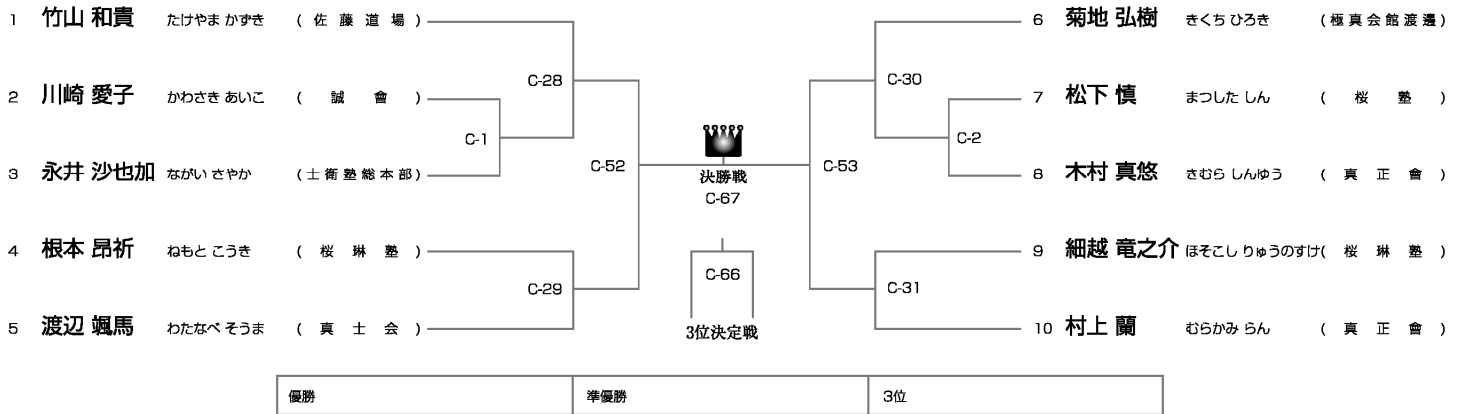 1 竹山 和貴 たけやま かずき (佐藤道場)
2 川崎 愛子 かわさき あいこ (誠會)
3 永井 沙也加 ながい さやか (士衛塾総本部)
4 根本 昂祈 ねもと こうき (桜琳塾)
5 渡辺 颯馬 わたなべ そうま (真士会)
C-28
C-1
C-52
C-29
決勝戦
C-67
C-66
3位決定戦
C-53
C-30
C-2
C-31
6 菊地 弘樹 きくち ひろき (極真会館渡邊)
7 松下 慎 まつした しん (桜塾)
8 木村 真悠 きむら しんゆう (真正會)
9 細越 竜之介 ほそこし りゅうのすけ (桜琳塾)
10 村上 蘭 むらかみ らん (真正會)
優勝 準優勝 3位